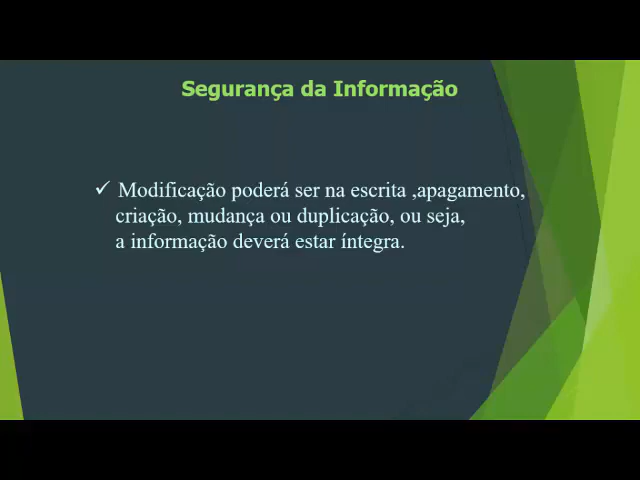 Segurança da Informação
✓ Modificação poderá ser na escrita ,apagamento,
criação, mudança ou duplicação, ou seja,
a informação deverá estar íntegra.